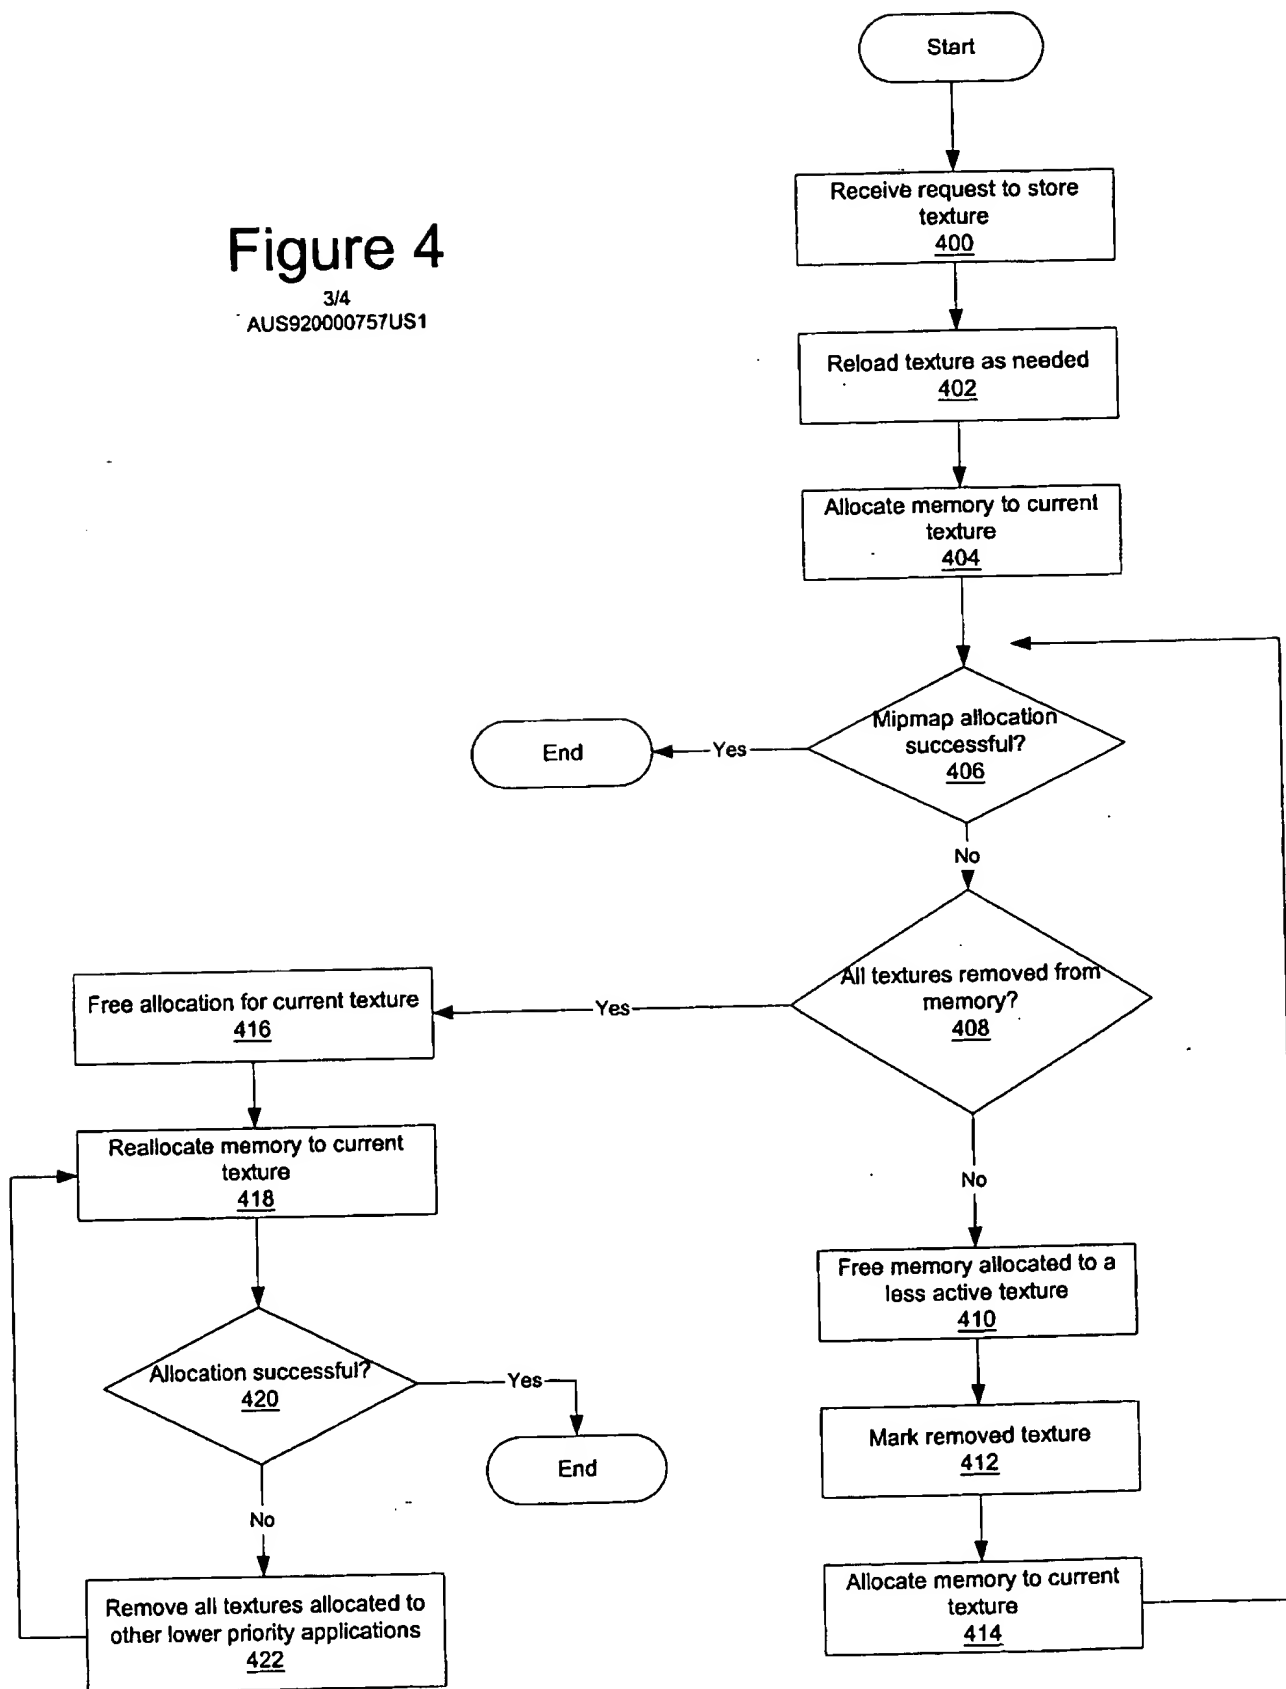 Start
Receive request to store
texture
400
Figure 4
3/4
AUS920000757US1
Reload texture as needed
402
Allocate memory to current
texture
404
Mipmap allocation
successful?
406
Yes
End
No
All textures removed from
memory?
408
Yes
Free allocation for current texture
416
Reallocate memory to current
texture
418
No
Free memory allocated to a
less active texture
410
Allocation successful?
420
Yes
End
Mark removed texture
412
No
Allocate memory to current
texture
414
Remove all textures allocated to
other lower priority applications
422